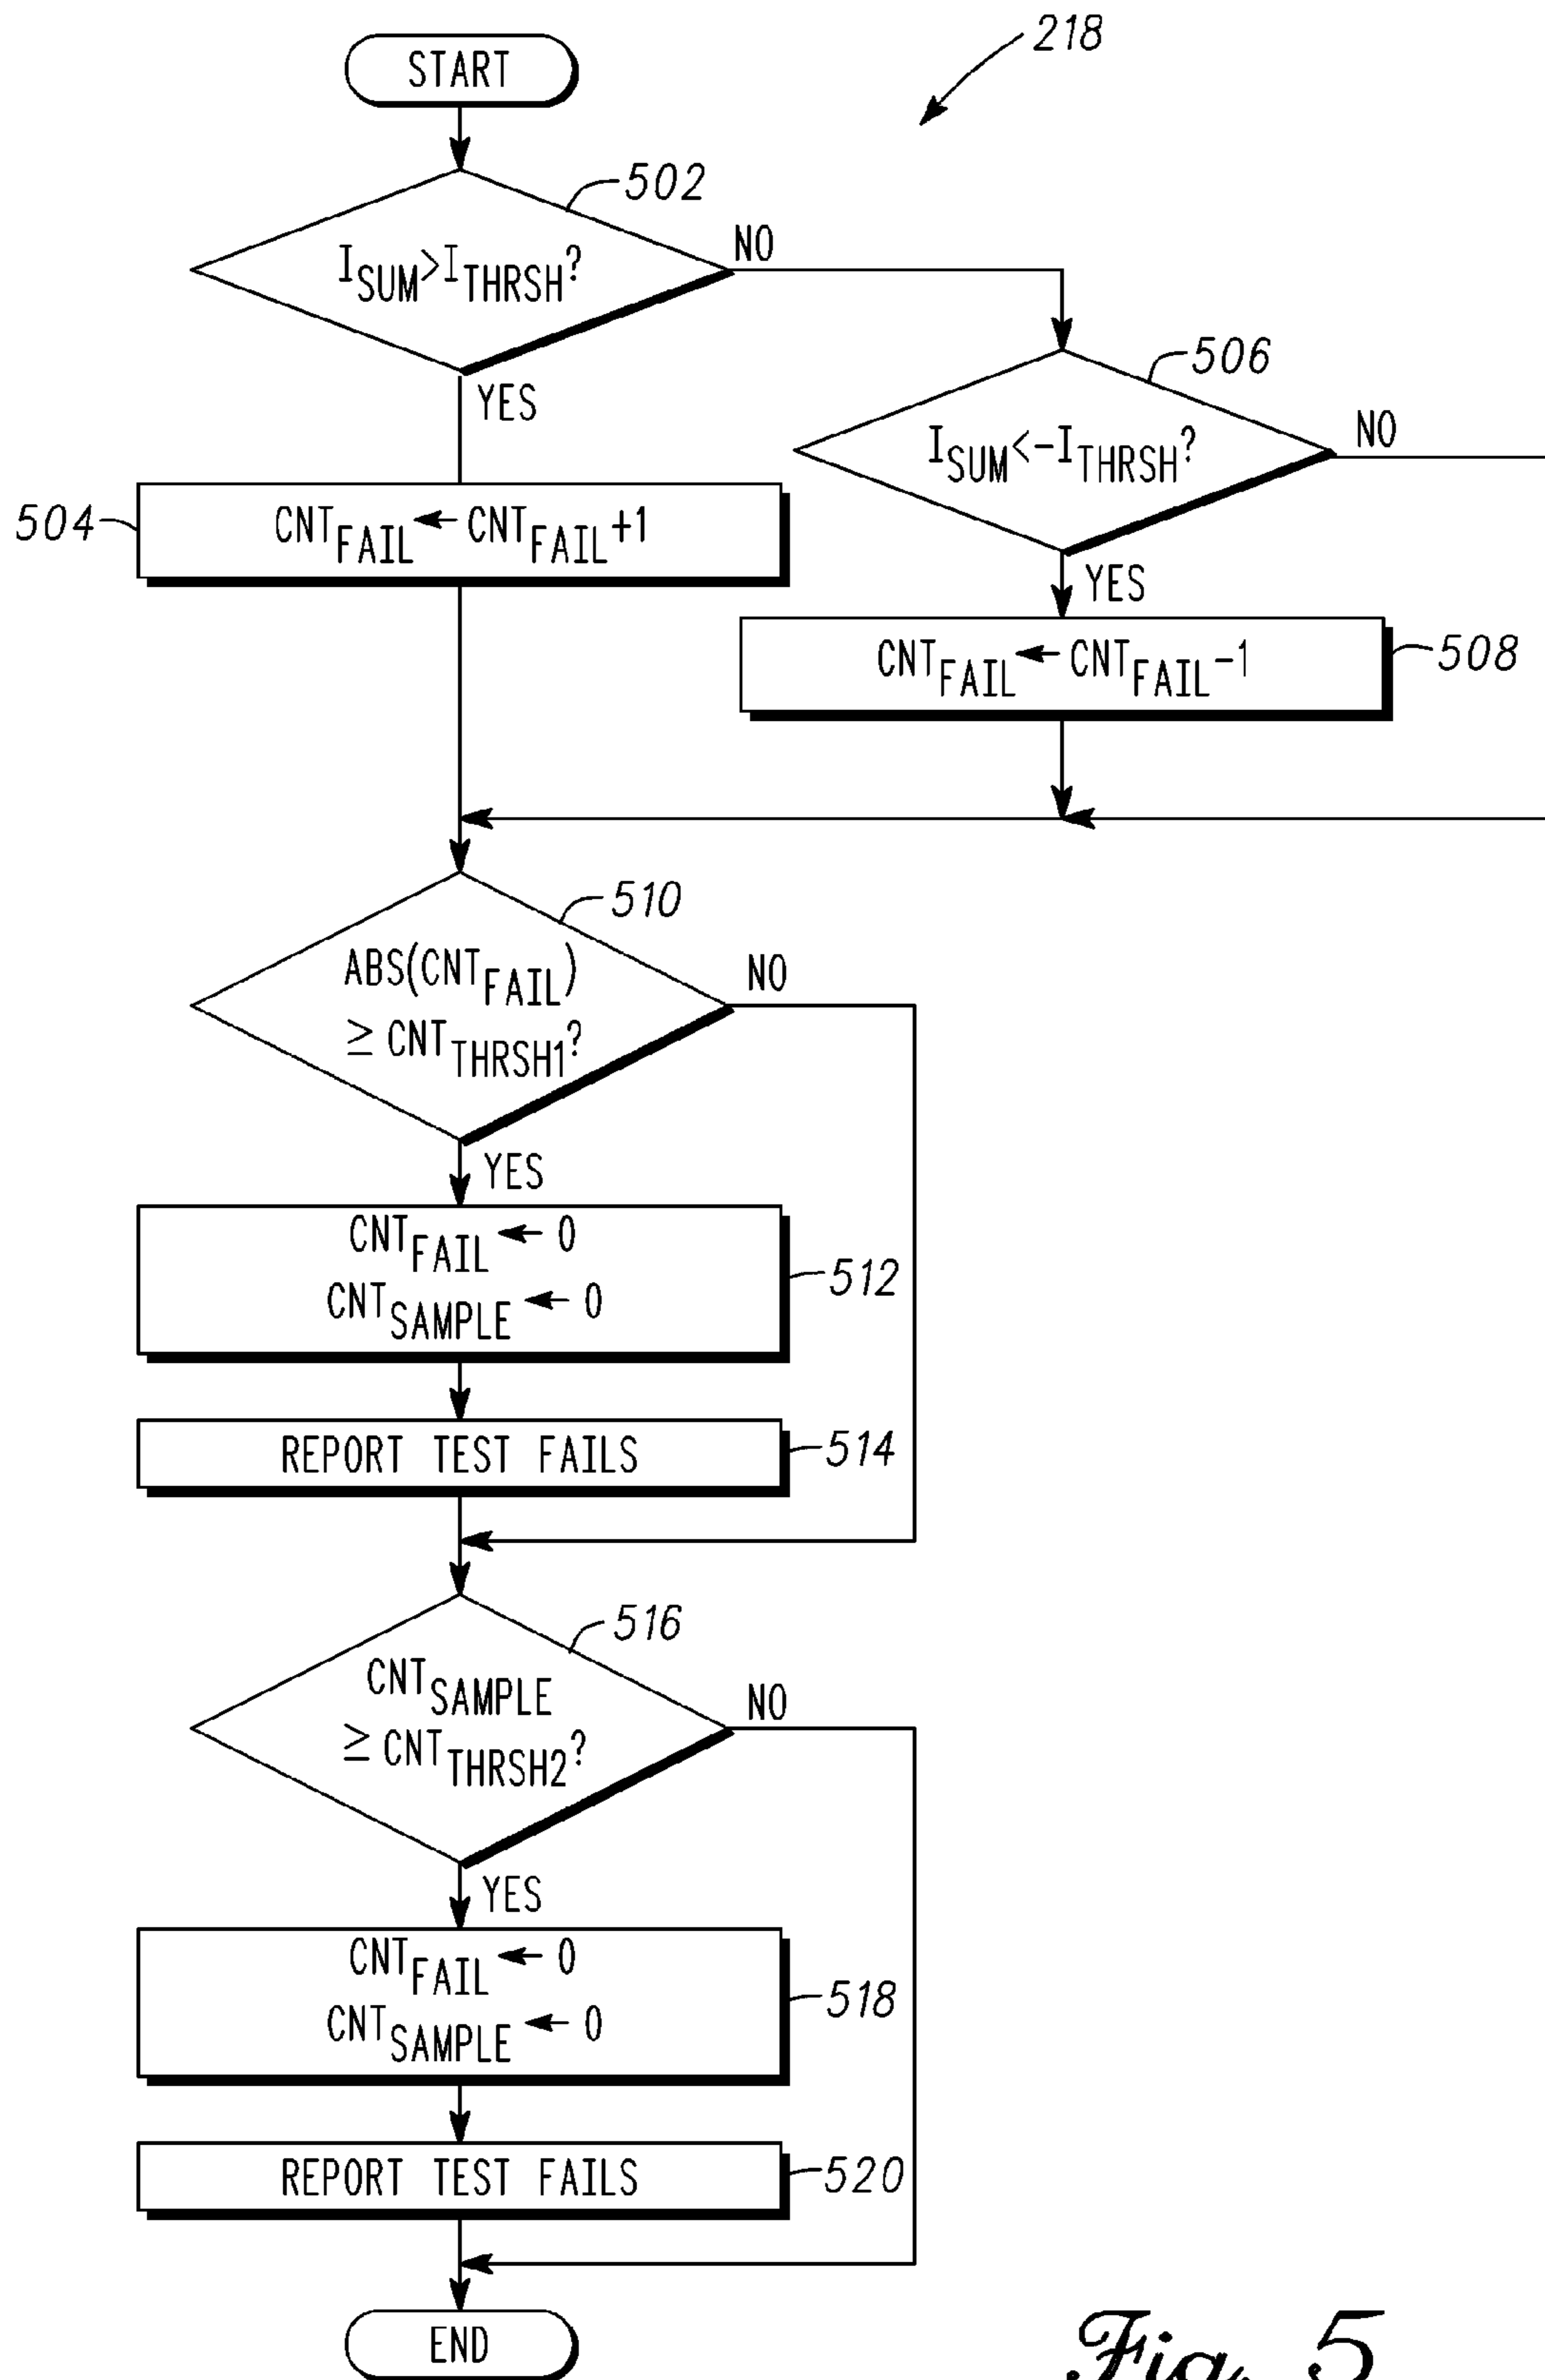 START
218
502
I_SUM>I_THRSH?
NO
YES
506
I_SUM<-I_THRSH?
NO
YES
504
CNT_FAIL ← CNT_FAIL+1
CNT_FAIL ← CNT_FAIL-1
508
510
ABS(CNT_FAIL)
≥ CNT_THRSH1?
NO
YES
CNT_FAIL ← 0
CNT_SAMPLE ← 0
512
REPORT TEST FAILS
514
516
CNT_SAMPLE
≥ CNT_THRSH2?
NO
YES
CNT_FAIL ← 0
CNT_SAMPLE ← 0
518
REPORT TEST FAILS
520
END
Fig. 5